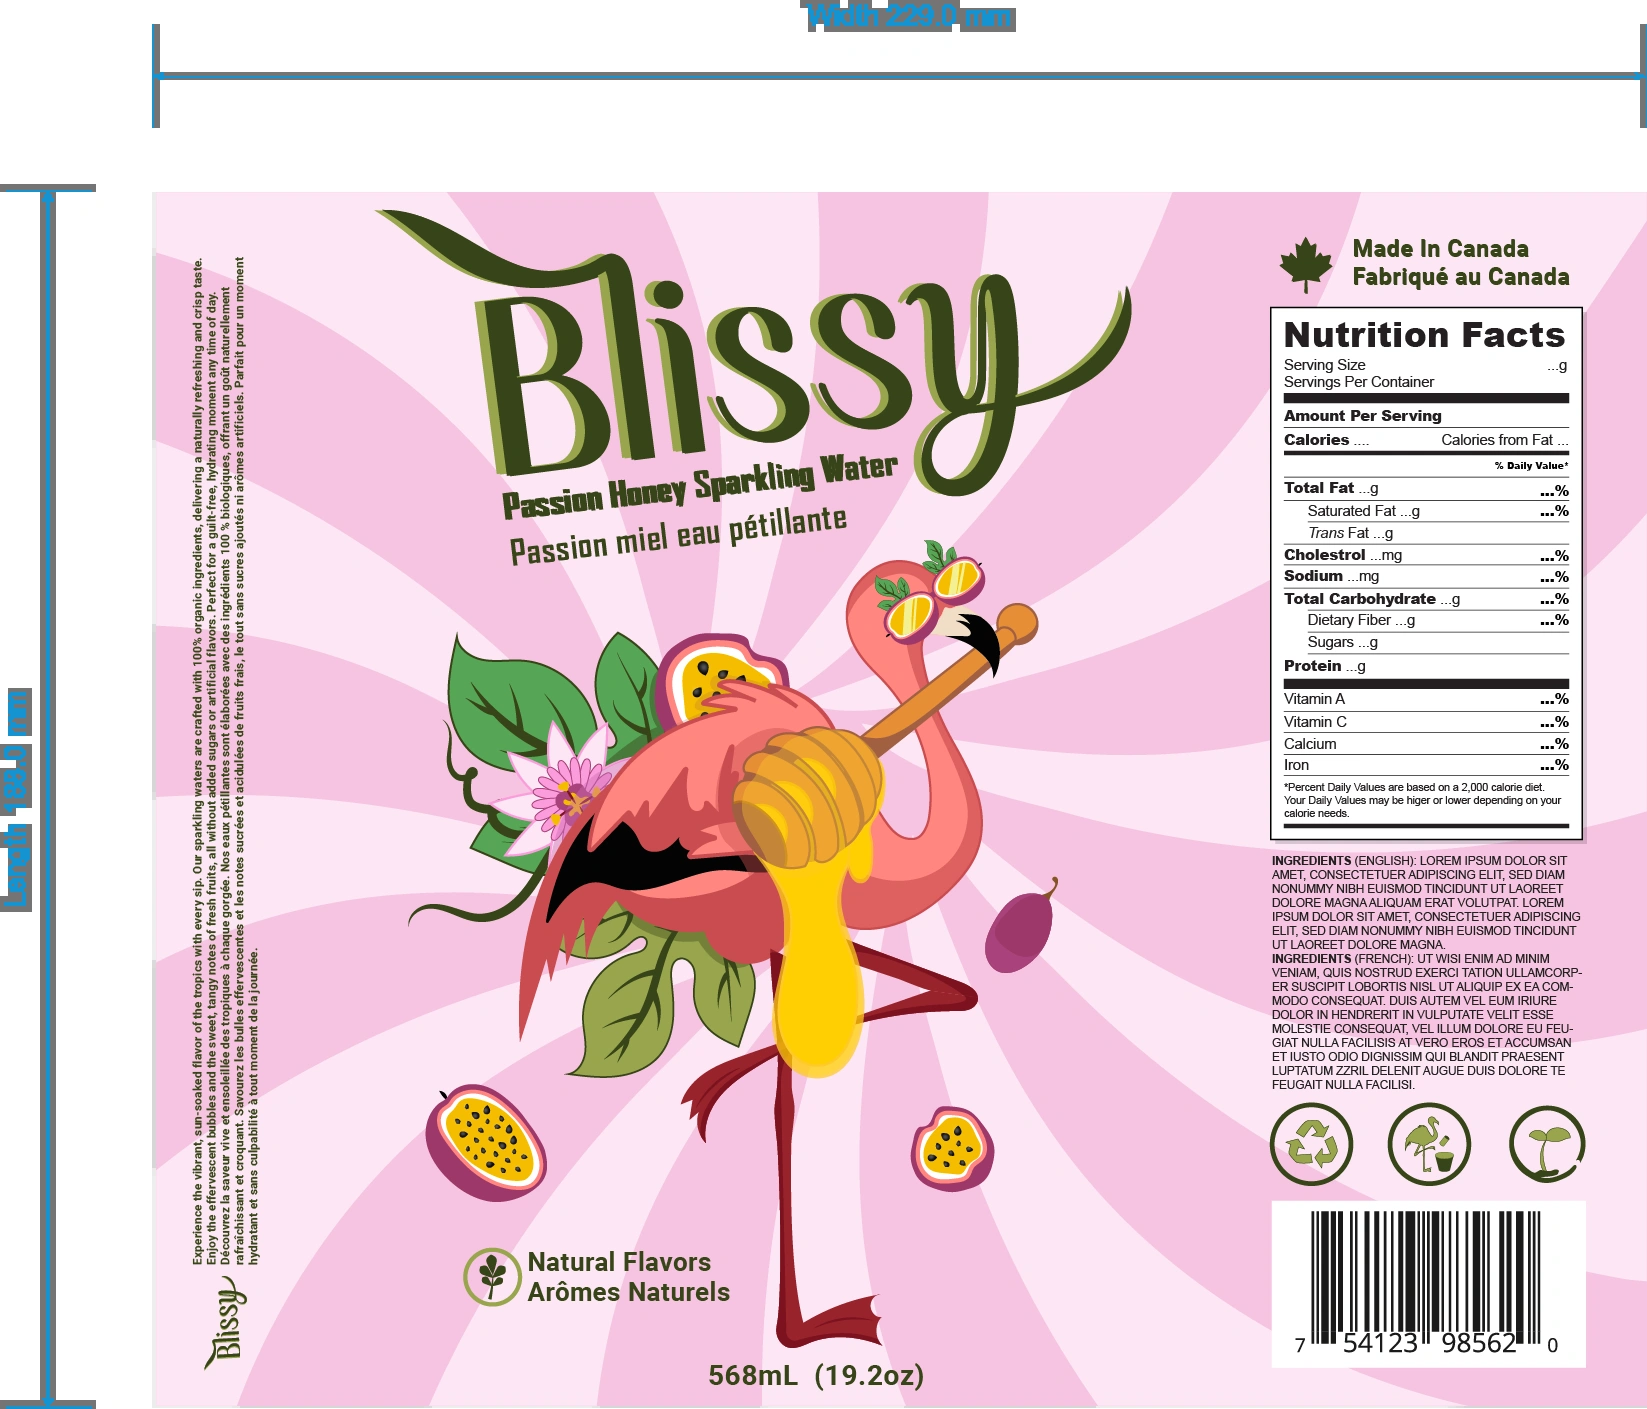 Width 229.0 mm
Length 188.0 mm
Experience the vibrant, sun-soaked flavor of the tropics with every sip. Our sparkling waters are crafted with 100% organic ingredients, delivering a naturally refreshing and crisp taste.
Enjoy the effervescent bubbles and the sweet, tangy notes of fresh fruits, all without added sugars or artificial flavors. Perfect for a guilt-free, hydrating moment any time of day.
Découvrez la saveur vive et ensoleillée des tropiques à chaque gorgée. Nos eaux pétillantes sont élaborées avec des ingrédients 100 % biologiques, offrant un goût naturellement
rafraîchissant et croquant. Savourez les bulles effervescentes et les notes sucrées et acidulées de fruits frais, le tout sans sucres ajoutés ni arômes artificiels. Parfait pour un moment
hydratant et sans culpabilité à tout moment de la journée.
Blissy
Blissy
Passion Honey Sparkling Water
Passion miel eau pétillante
Natural Flavors
Arômes Naturels
568mL (19.2oz)
Made In Canada
Fabriqué au Canada
Nutrition Facts
Serving Size ...g
Servings Per Container
Amount Per Serving
Calories .... Calories from Fat ...
% Daily Value*
Total Fat ...g ...%
Saturated Fat ...g ...%
Trans Fat ...g
Cholestrol ...mg ...%
Sodium ...mg ...%
Total Carbohydrate ...g ...%
Dietary Fiber ...g ...%
Sugars ...g
Protein ...g
Vitamin A ...%
Vitamin C ...%
Calcium ...%
Iron ...%
*Percent Daily Values are based on a 2,000 calorie diet.
Your Daily Values may be higer or lower depending on your
calorie needs.
INGREDIENTS (ENGLISH): LOREM IPSUM DOLOR SIT
AMET, CONSECTETUER ADIPISCING ELIT, SED DIAM
NONUMMY NIBH EUISMOD TINCIDUNT UT LAOREET
DOLORE MAGNA ALIQUAM ERAT VOLUTPAT. LOREM
IPSUM DOLOR SIT AMET, CONSECTETUER ADIPISCING
ELIT, SED DIAM NONUMMY NIBH EUISMOD TINCIDUNT
UT LAOREET DOLORE MAGNA.
INGREDIENTS (FRENCH): UT WISI ENIM AD MINIM
VENIAM, QUIS NOSTRUD EXERCI TATION ULLAMCORP-
ER SUSCIPIT LOBORTIS NISL UT ALIQUIP EX EA COM-
MODO CONSEQUAT. DUIS AUTEM VEL EUM IRIURE
DOLOR IN HENDRERIT IN VULPUTATE VELIT ESSE
MOLESTIE CONSEQUAT, VEL ILLUM DOLORE EU FEU-
GIAT NULLA FACILISIS AT VERO EROS ET ACCUMSAN
ET IUSTO ODIO DIGNISSIM QUI BLANDIT PRAESENT
LUPTATUM ZZRIL DELENIT AUGUE DUIS DOLORE TE
FEUGAIT NULLA FACILISI.
7 54123 98562 0